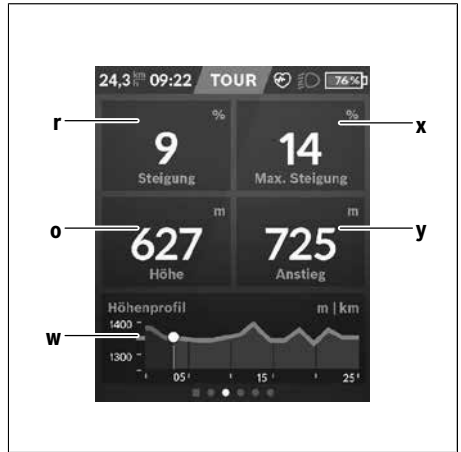 24,3 km/h 09:22 TOUR 76%
r % % x
9 14
Steigung Max. Steigung
o m m y
627 725
Höhe Anstieg
Höhenprofil m | km
1400
w
1300
05 15 25